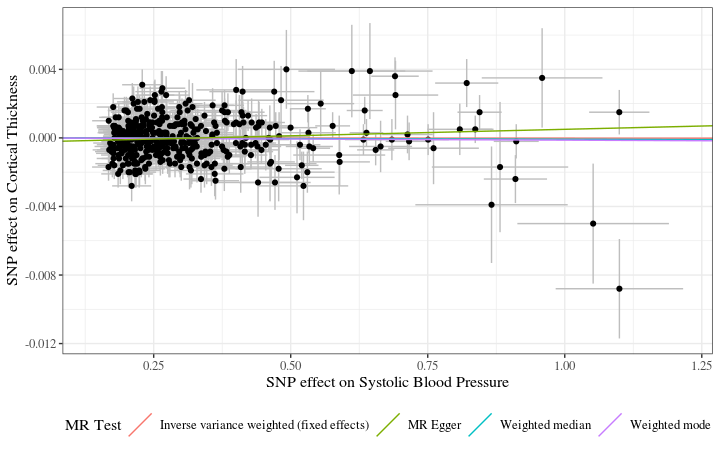 SNP effect on Cortical Thickness
0.004
0.000
-0.004
-0.008
-0.012
0.25 0.50 0.75 1.00 1.25
SNP effect on Systolic Blood Pressure
MR Test Inverse variance weighted (fixed effects) MR Egger Weighted median Weighted mode